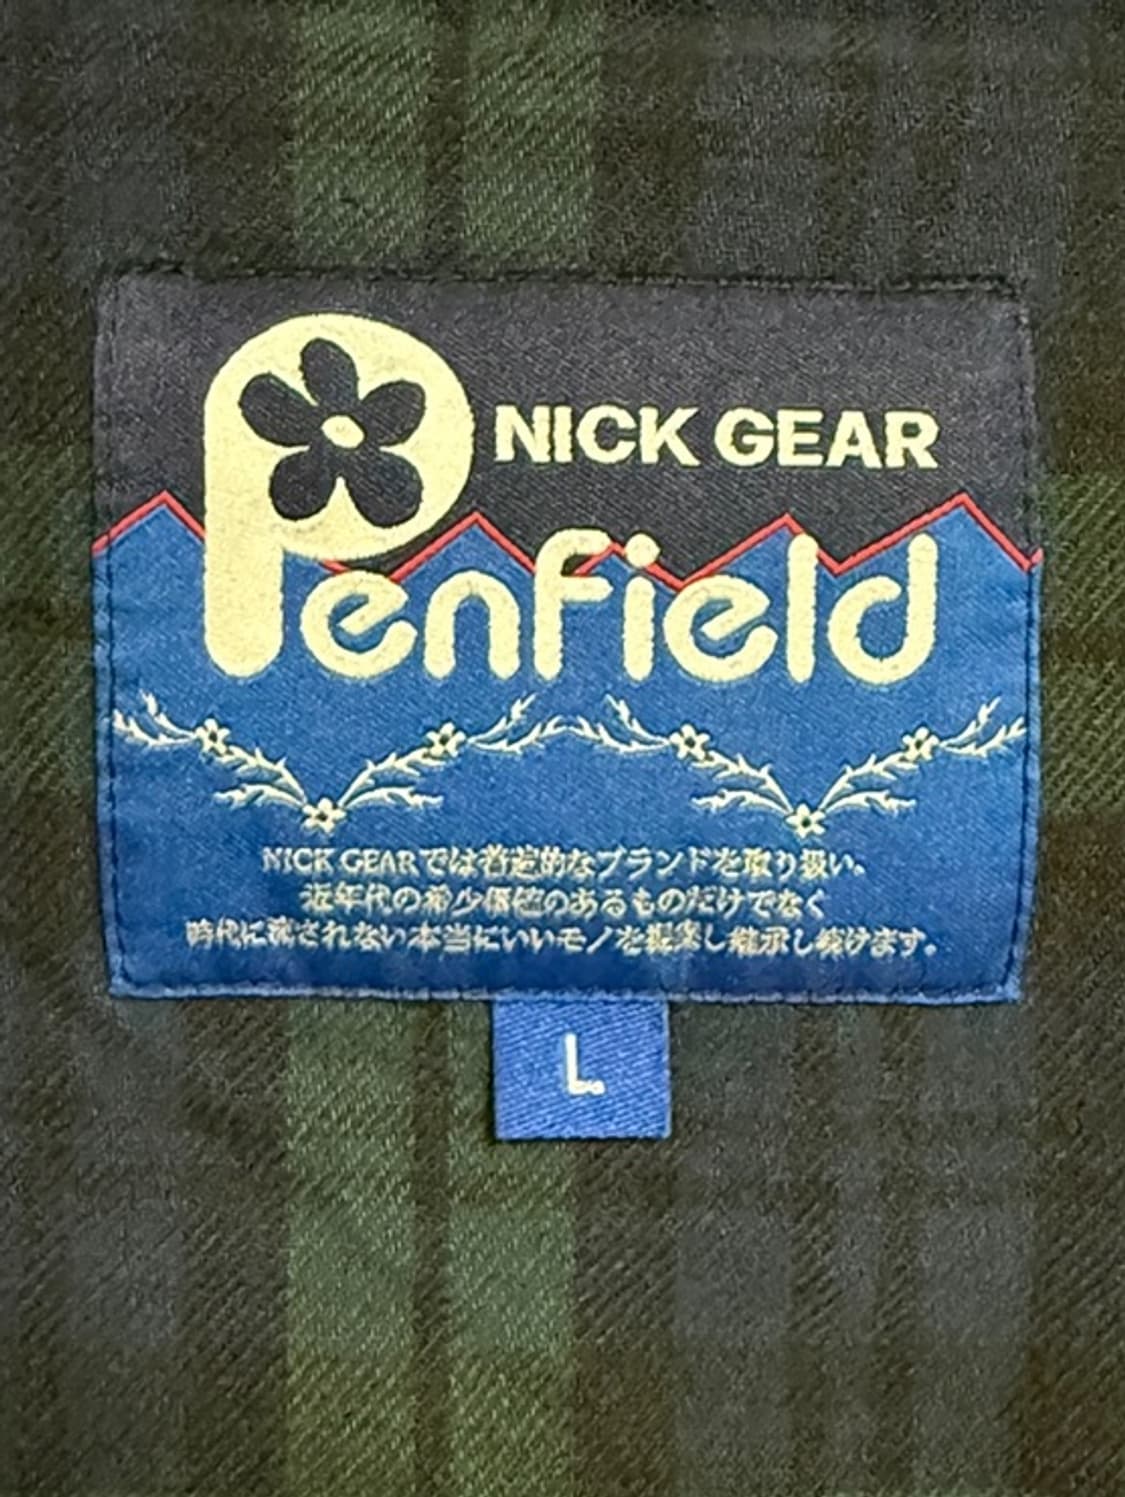 NICK GEAR
Penfield
NICK GEARでは普遍的なブランドを取り扱い、
近年代の希少価値のあるものだけでなく
時代に流されない本当にいいモノを提案し継承し続けます。
L